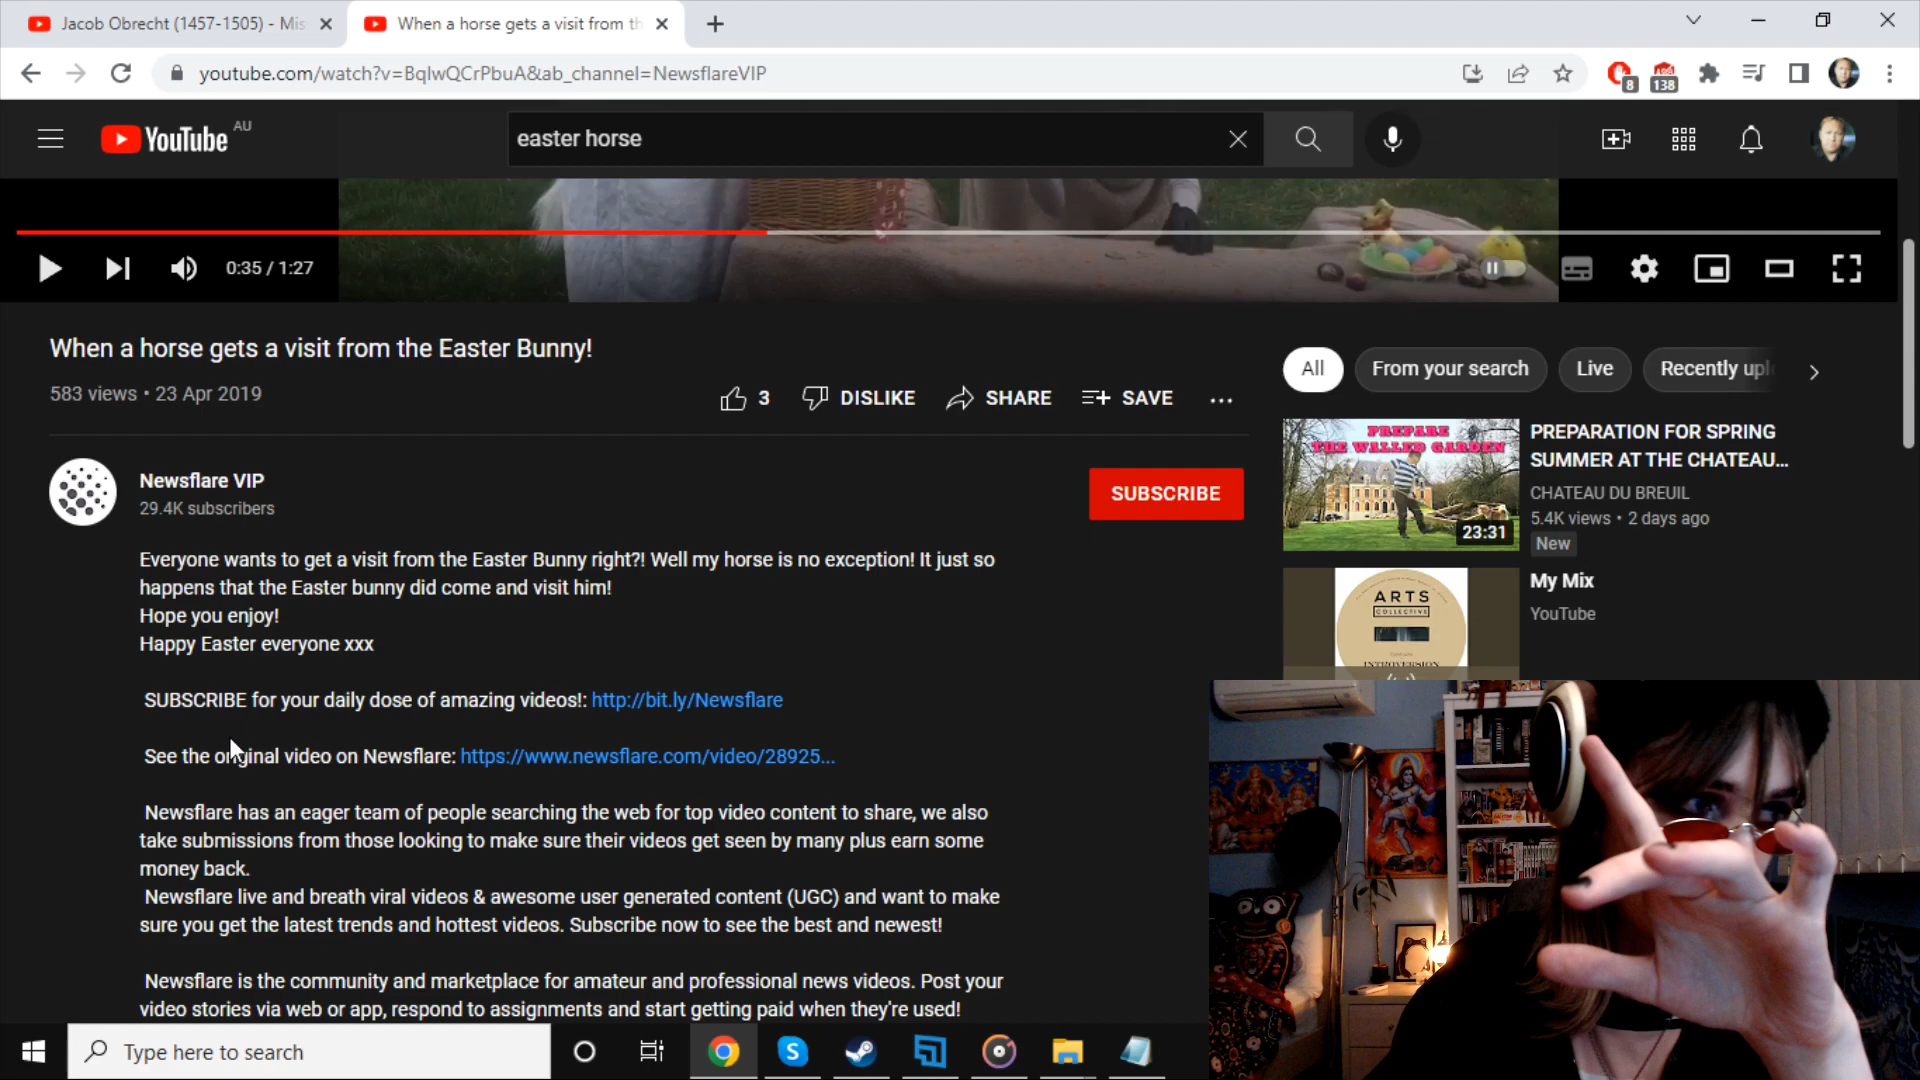 Jacob Obrecht (1457-1505) - Mis
When a horse gets a visit from th
youtube.com/watch?v=BqlwQCrPbuA&ab_channel=NewsflareVIP
8
138
YouTube AU
easter horse
0:35 / 1:27
When a horse gets a visit from the Easter Bunny!
583 views • 23 Apr 2019
3
DISLIKE
SHARE
SAVE
All
From your search
Live
Recently upl
Newsflare VIP
29.4K subscribers
SUBSCRIBE
PREPARE
THE WALLED GARDEN
23:31
PREPARATION FOR SPRING
SUMMER AT THE CHATEAU...
CHATEAU DU BREUIL
5.4K views • 2 days ago
New
Everyone wants to get a visit from the Easter Bunny right?! Well my horse is no exception! It just so
happens that the Easter bunny did come and visit him!
Hope you enjoy!
Happy Easter everyone xxx
ARTS
COLLECTIVE
INTROVERSION
My Mix
YouTube
SUBSCRIBE for your daily dose of amazing videos!: http://bit.ly/Newsflare
See the original video on Newsflare: https://www.newsflare.com/video/28925...
Newsflare has an eager team of people searching the web for top video content to share, we also
take submissions from those looking to make sure their videos get seen by many plus earn some
money back.
Newsflare live and breath viral videos & awesome user generated content (UGC) and want to make
sure you get the latest trends and hottest videos. Subscribe now to see the best and newest!
Newsflare is the community and marketplace for amateur and professional news videos. Post your
video stories via web or app, respond to assignments and start getting paid when they're used!
Type here to search